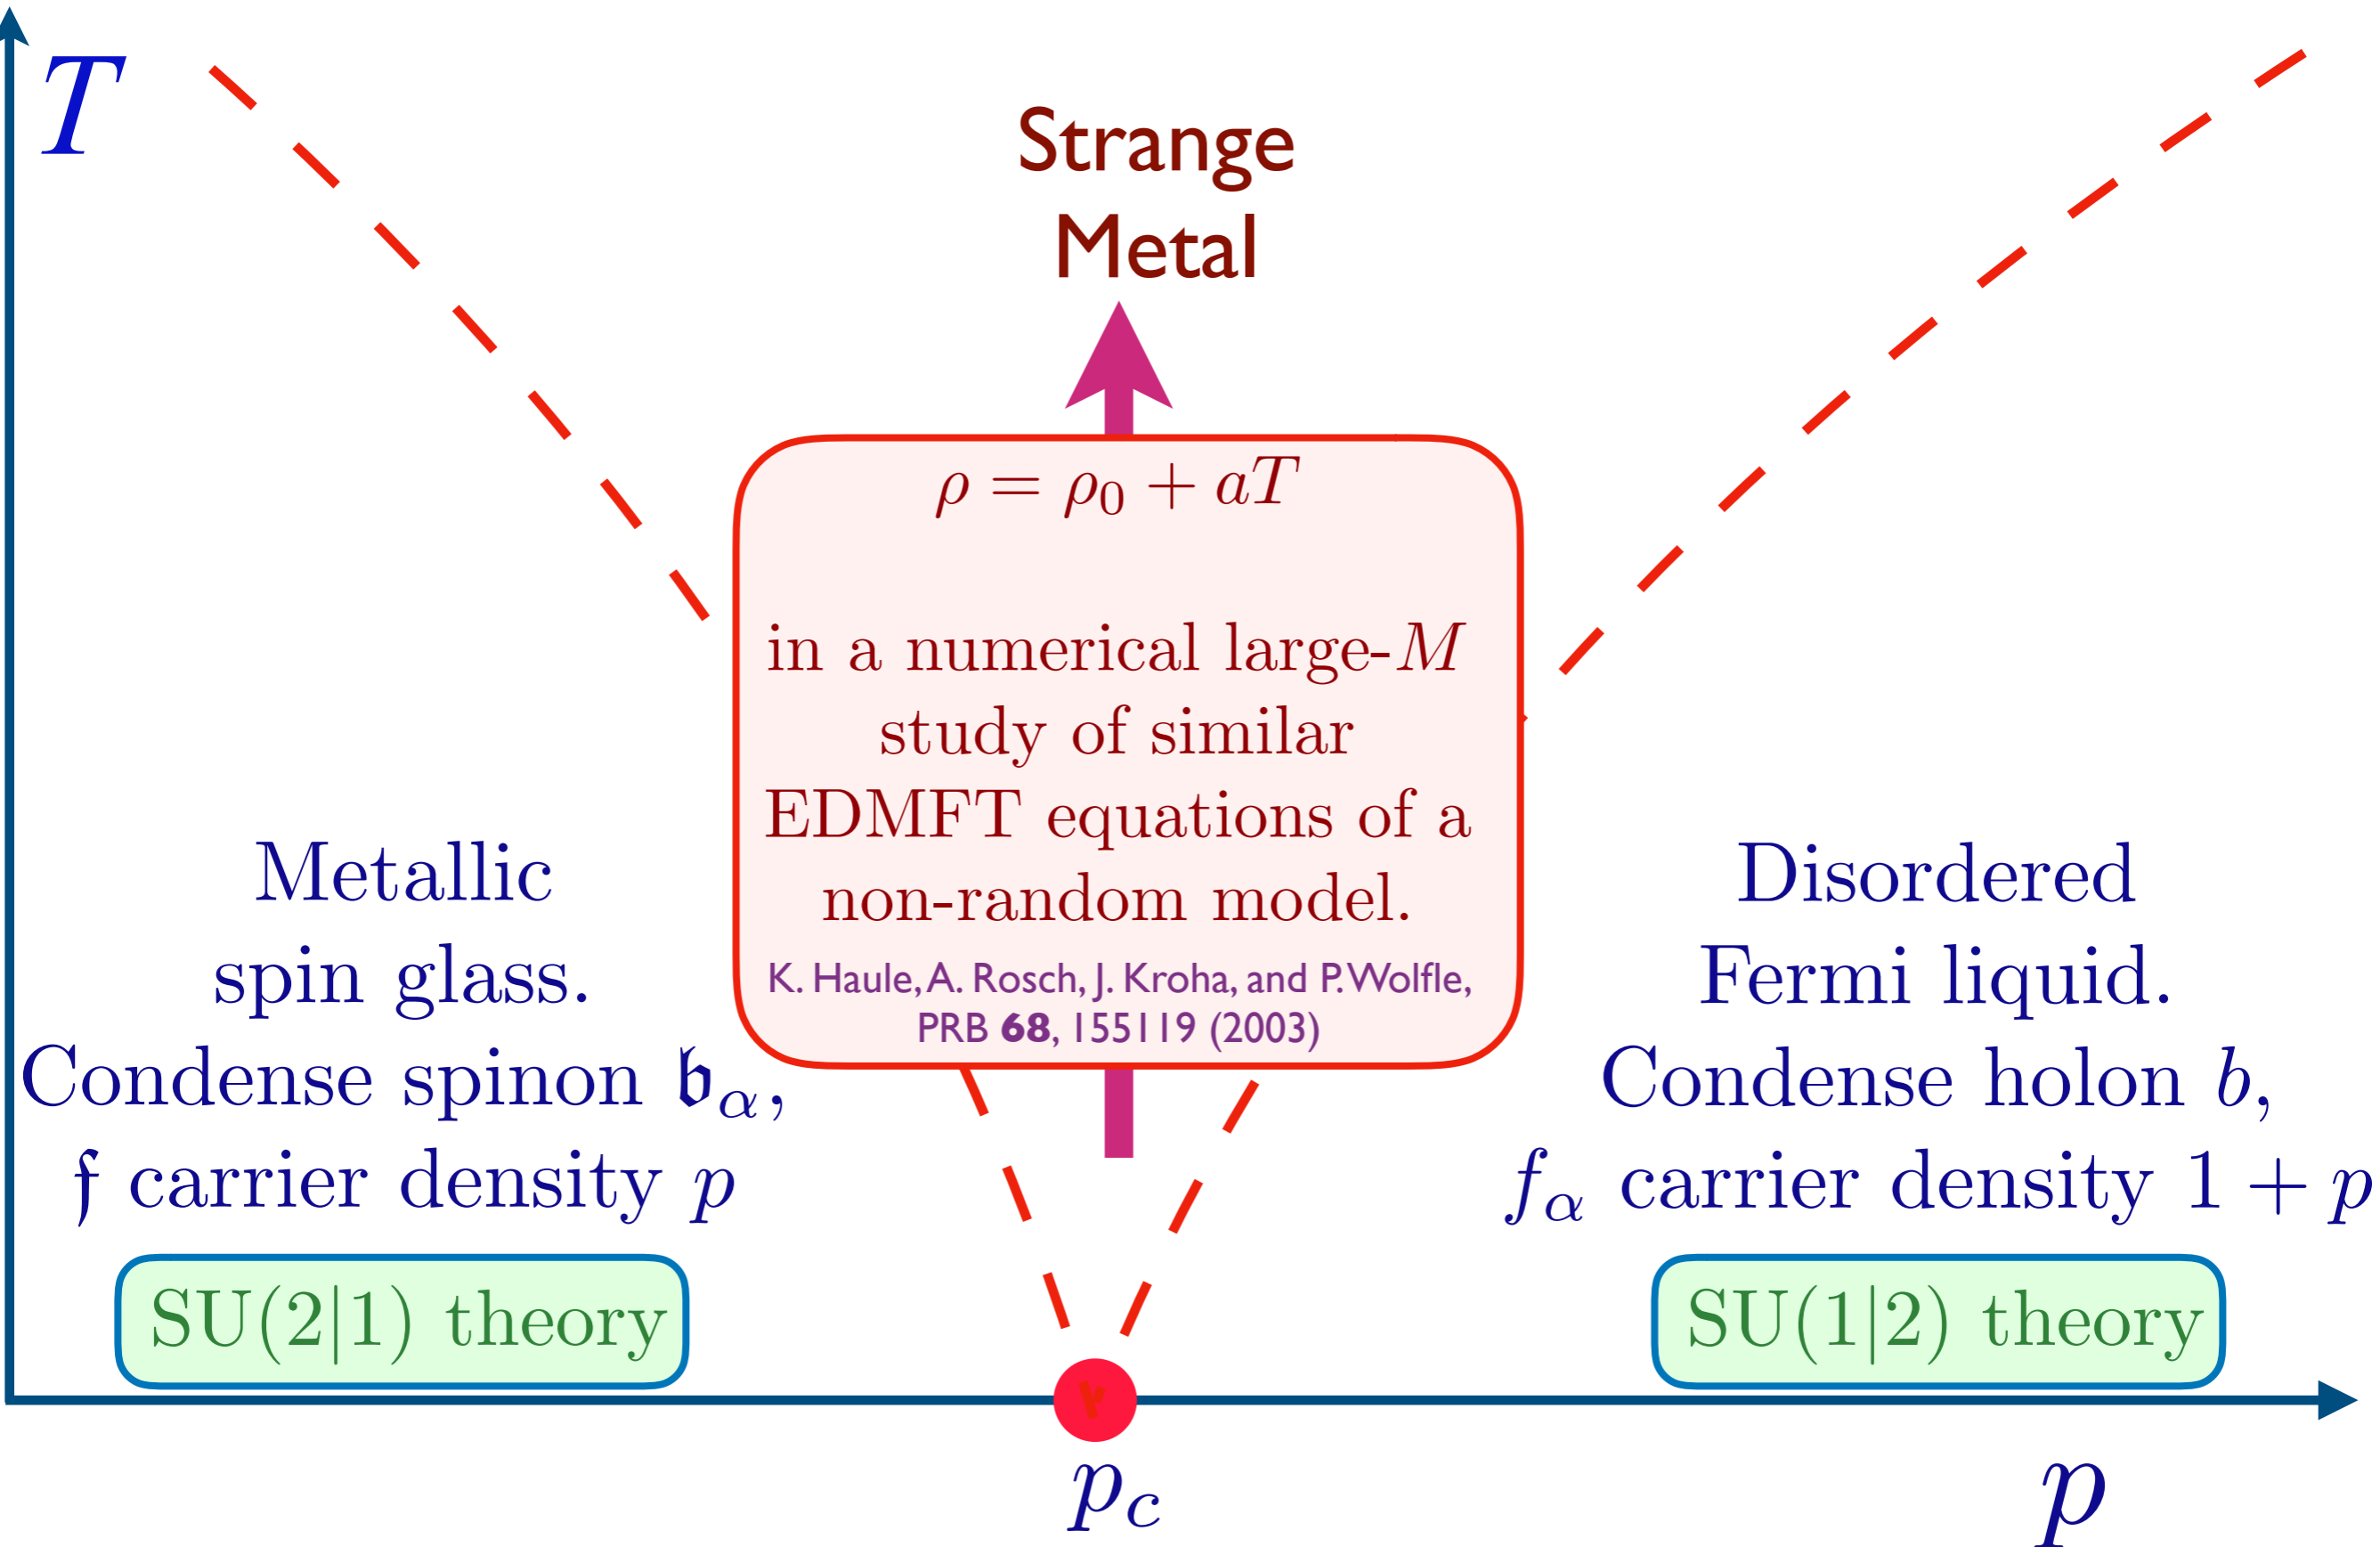 T
Strange
Metal
ρ = ρ₀ + aT
in a numerical large-M
study of similar
EDMFT equations of a
non-random model.
K. Haule, A. Rosch, J. Kroha, and P. Wolfle,
PRB 68, 155119 (2003)
Metallic
spin glass.
Condense spinon 𝔟_α,
𝔣 carrier density p
SU(2|1) theory
Disordered
Fermi liquid.
Condense holon b,
f_α carrier density 1 + p
SU(1|2) theory
p_c
p